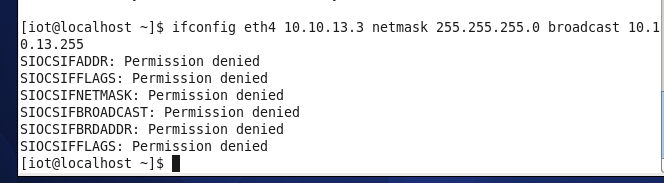 [iot@localhost ~]$ ifconfig eth4 10.10.13.3 netmask 255.255.255.0 broadcast 10.1
0.13.255
SIOCSIFADDR: Permission denied
SIOCSIFFLAGS: Permission denied
SIOCSIFNETMASK: Permission denied
SIOCSIFBROADCAST: Permission denied
SIOCSIFBRDADDR: Permission denied
SIOCSIFFLAGS: Permission denied
[iot@localhost ~]$